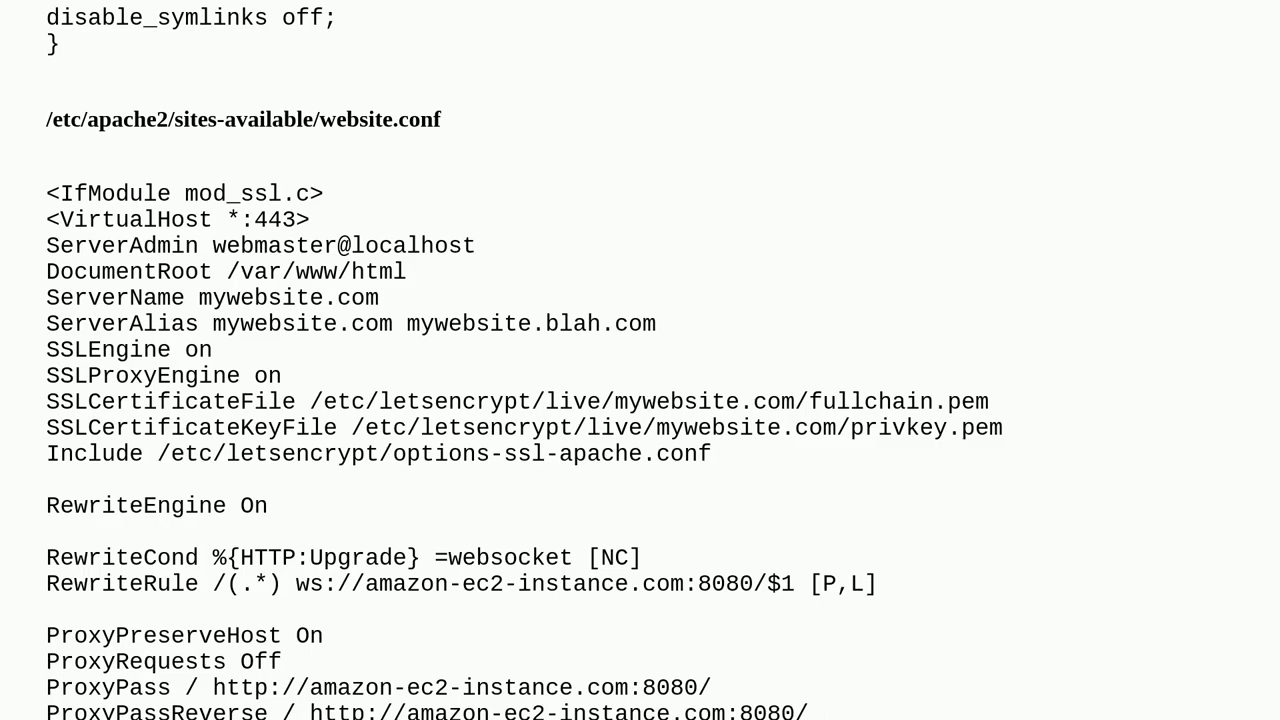 disable_symlinks off;
}
/etc/apache2/sites-available/website.conf
<IfModule mod_ssl.c>
<VirtualHost *:443>
ServerAdmin webmaster@localhost
DocumentRoot /var/www/html
ServerName mywebsite.com
ServerAlias mywebsite.com mywebsite.blah.com
SSLEngine on
SSLProxyEngine on
SSLCertificateFile /etc/letsencrypt/live/mywebsite.com/fullchain.pem
SSLCertificateKeyFile /etc/letsencrypt/live/mywebsite.com/privkey.pem
Include /etc/letsencrypt/options-ssl-apache.conf
RewriteEngine On
RewriteCond %{HTTP:Upgrade} =websocket [NC]
RewriteRule /(.*) ws://amazon-ec2-instance.com:8080/$1 [P,L]
ProxyPreserveHost On
ProxyRequests Off
ProxyPass / http://amazon-ec2-instance.com:8080/
ProxyPassReverse / http://amazon-ec2-instance.com:8080/